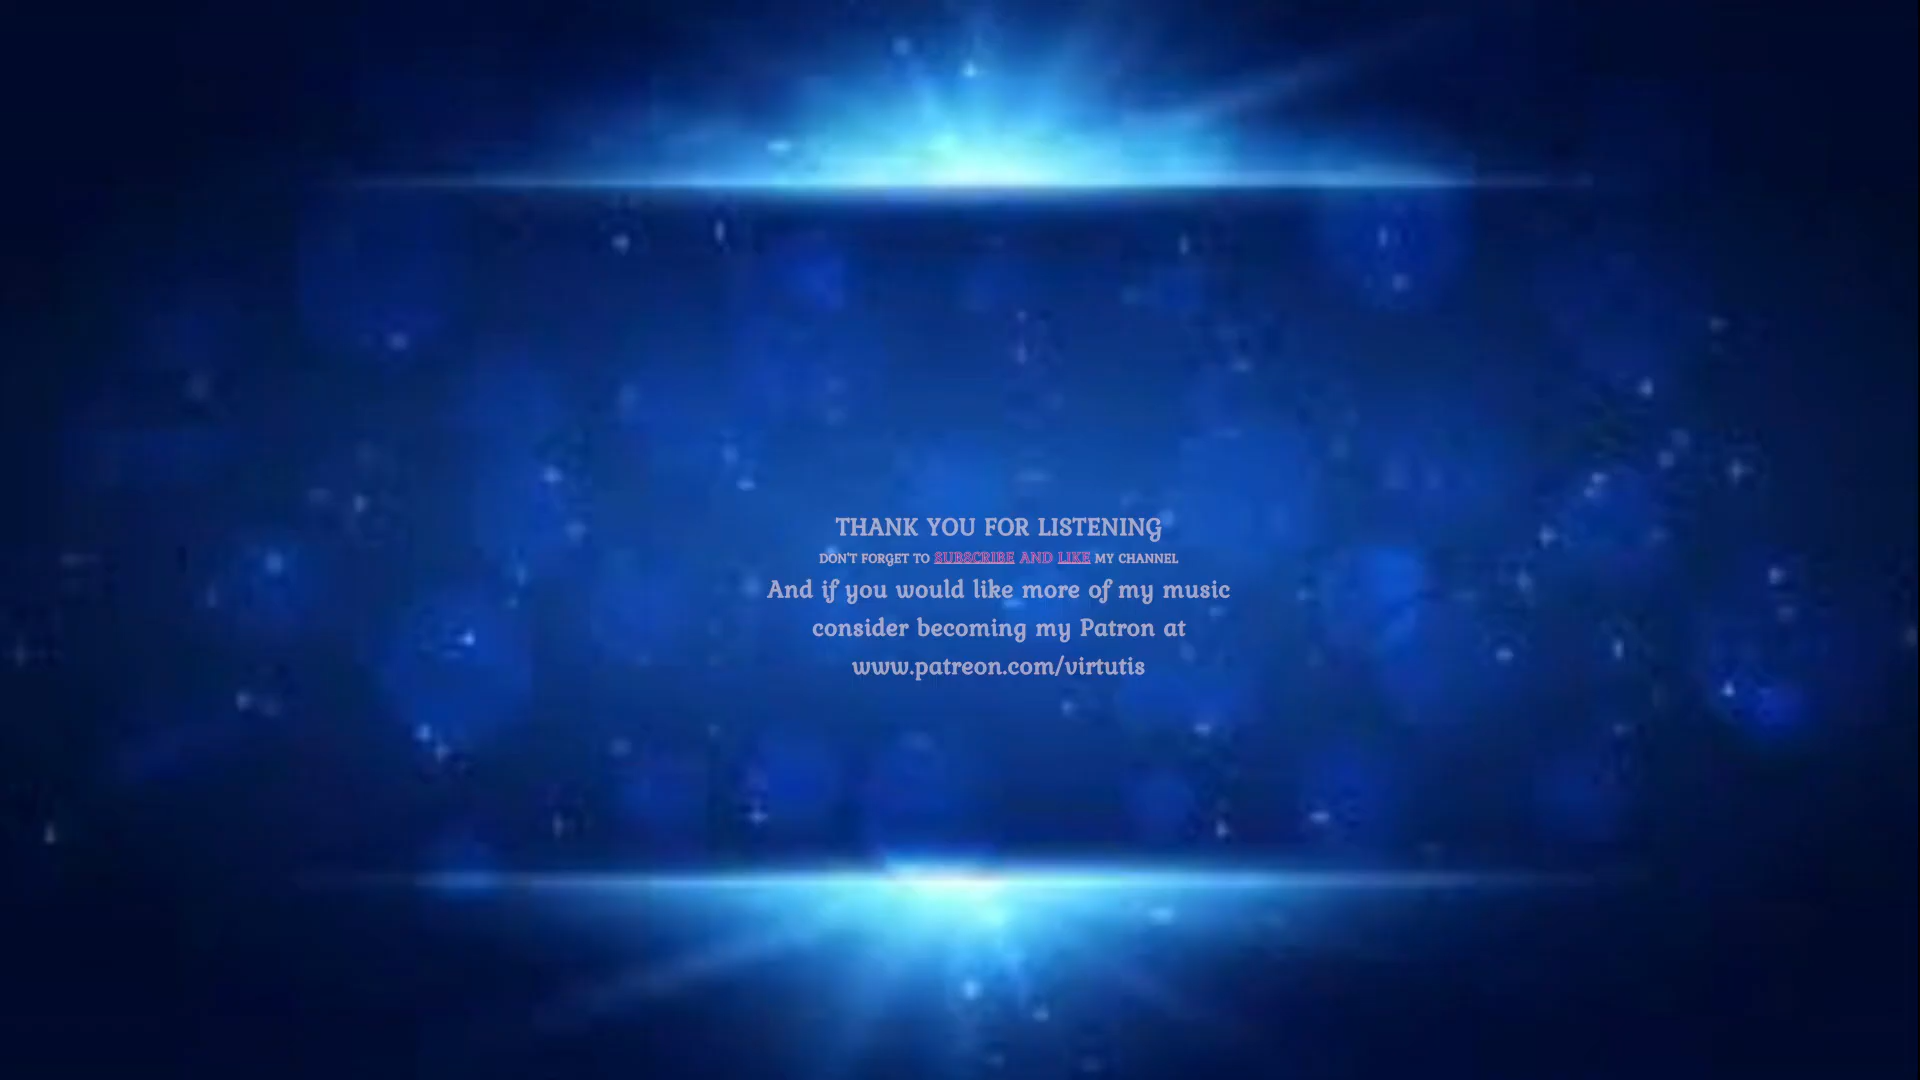 THANK YOU FOR LISTENING
DON'T FORGET TO SUBSCRIBE AND LIKE MY CHANNEL
And if you would like more of my music
consider becoming my Patron at
www.patreon.com/virtutis